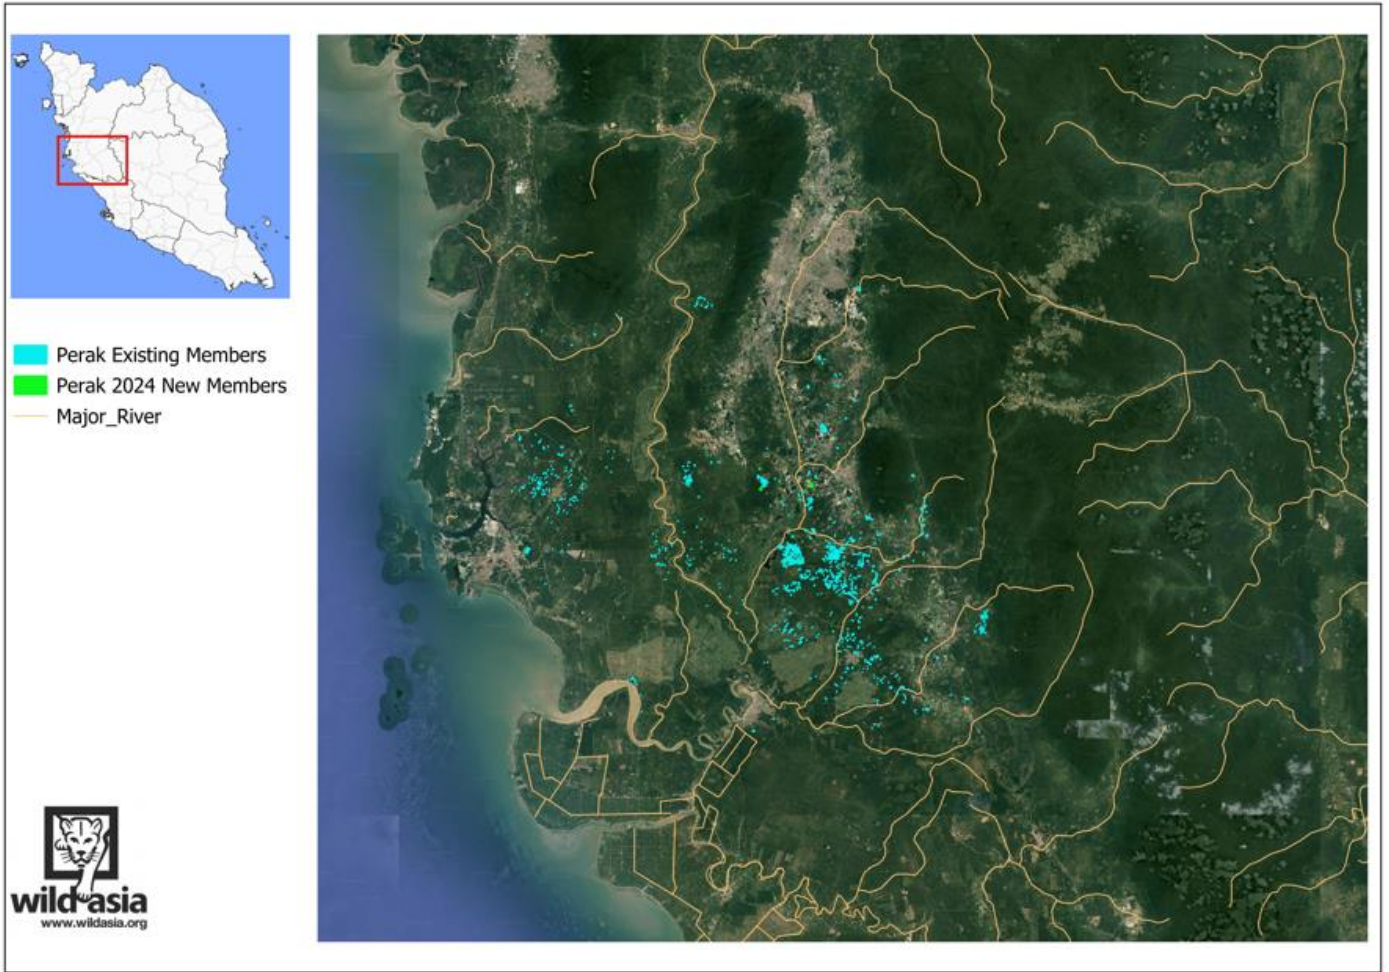 Perak Existing Members
Perak 2024 New Members
Major_River
wild asia
www.wildasia.org